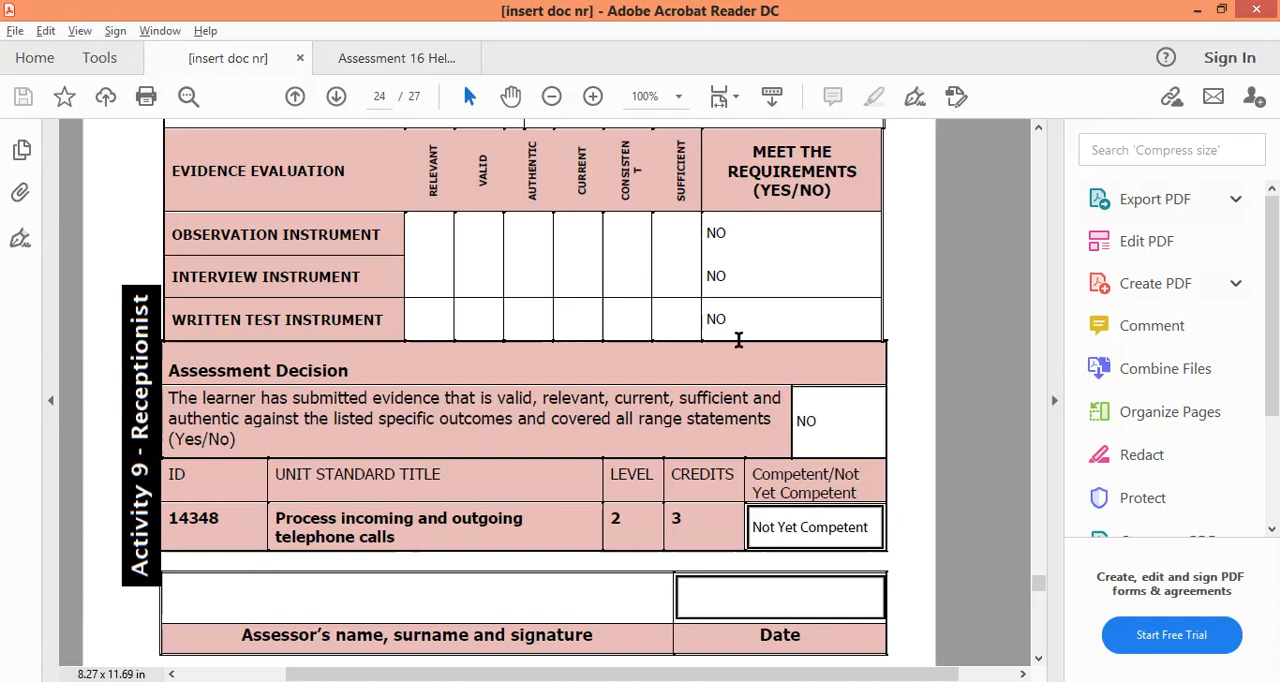 [insert doc nr] - Adobe Acrobat Reader DC
File Edit View Sign Window Help
Home Tools [insert doc nr] × Assessment 16 Hel... ? Sign In
24 / 27 100%
EVIDENCE EVALUATION RELEVANT VALID AUTHENTIC CURRENT CONSISTEN T SUFFICIENT MEET THE
REQUIREMENTS
(YES/NO)
OBSERVATION INSTRUMENT NO
INTERVIEW INSTRUMENT NO
WRITTEN TEST INSTRUMENT NO
Activity 9 - Receptionist
Assessment Decision
The learner has submitted evidence that is valid, relevant, current, sufficient and
authentic against the listed specific outcomes and covered all range statements
(Yes/No)
NO
ID UNIT STANDARD TITLE LEVEL CREDITS Competent/Not
Yet Competent
14348 Process incoming and outgoing
telephone calls
2 3 Not Yet Competent
Assessor's name, surname and signature Date
8.27 x 11.69 in
Search 'Compress size'
Export PDF
Edit PDF
Create PDF
Comment
Combine Files
Organize Pages
Redact
Protect
Create, edit and sign PDF
forms & agreements
Start Free Trial